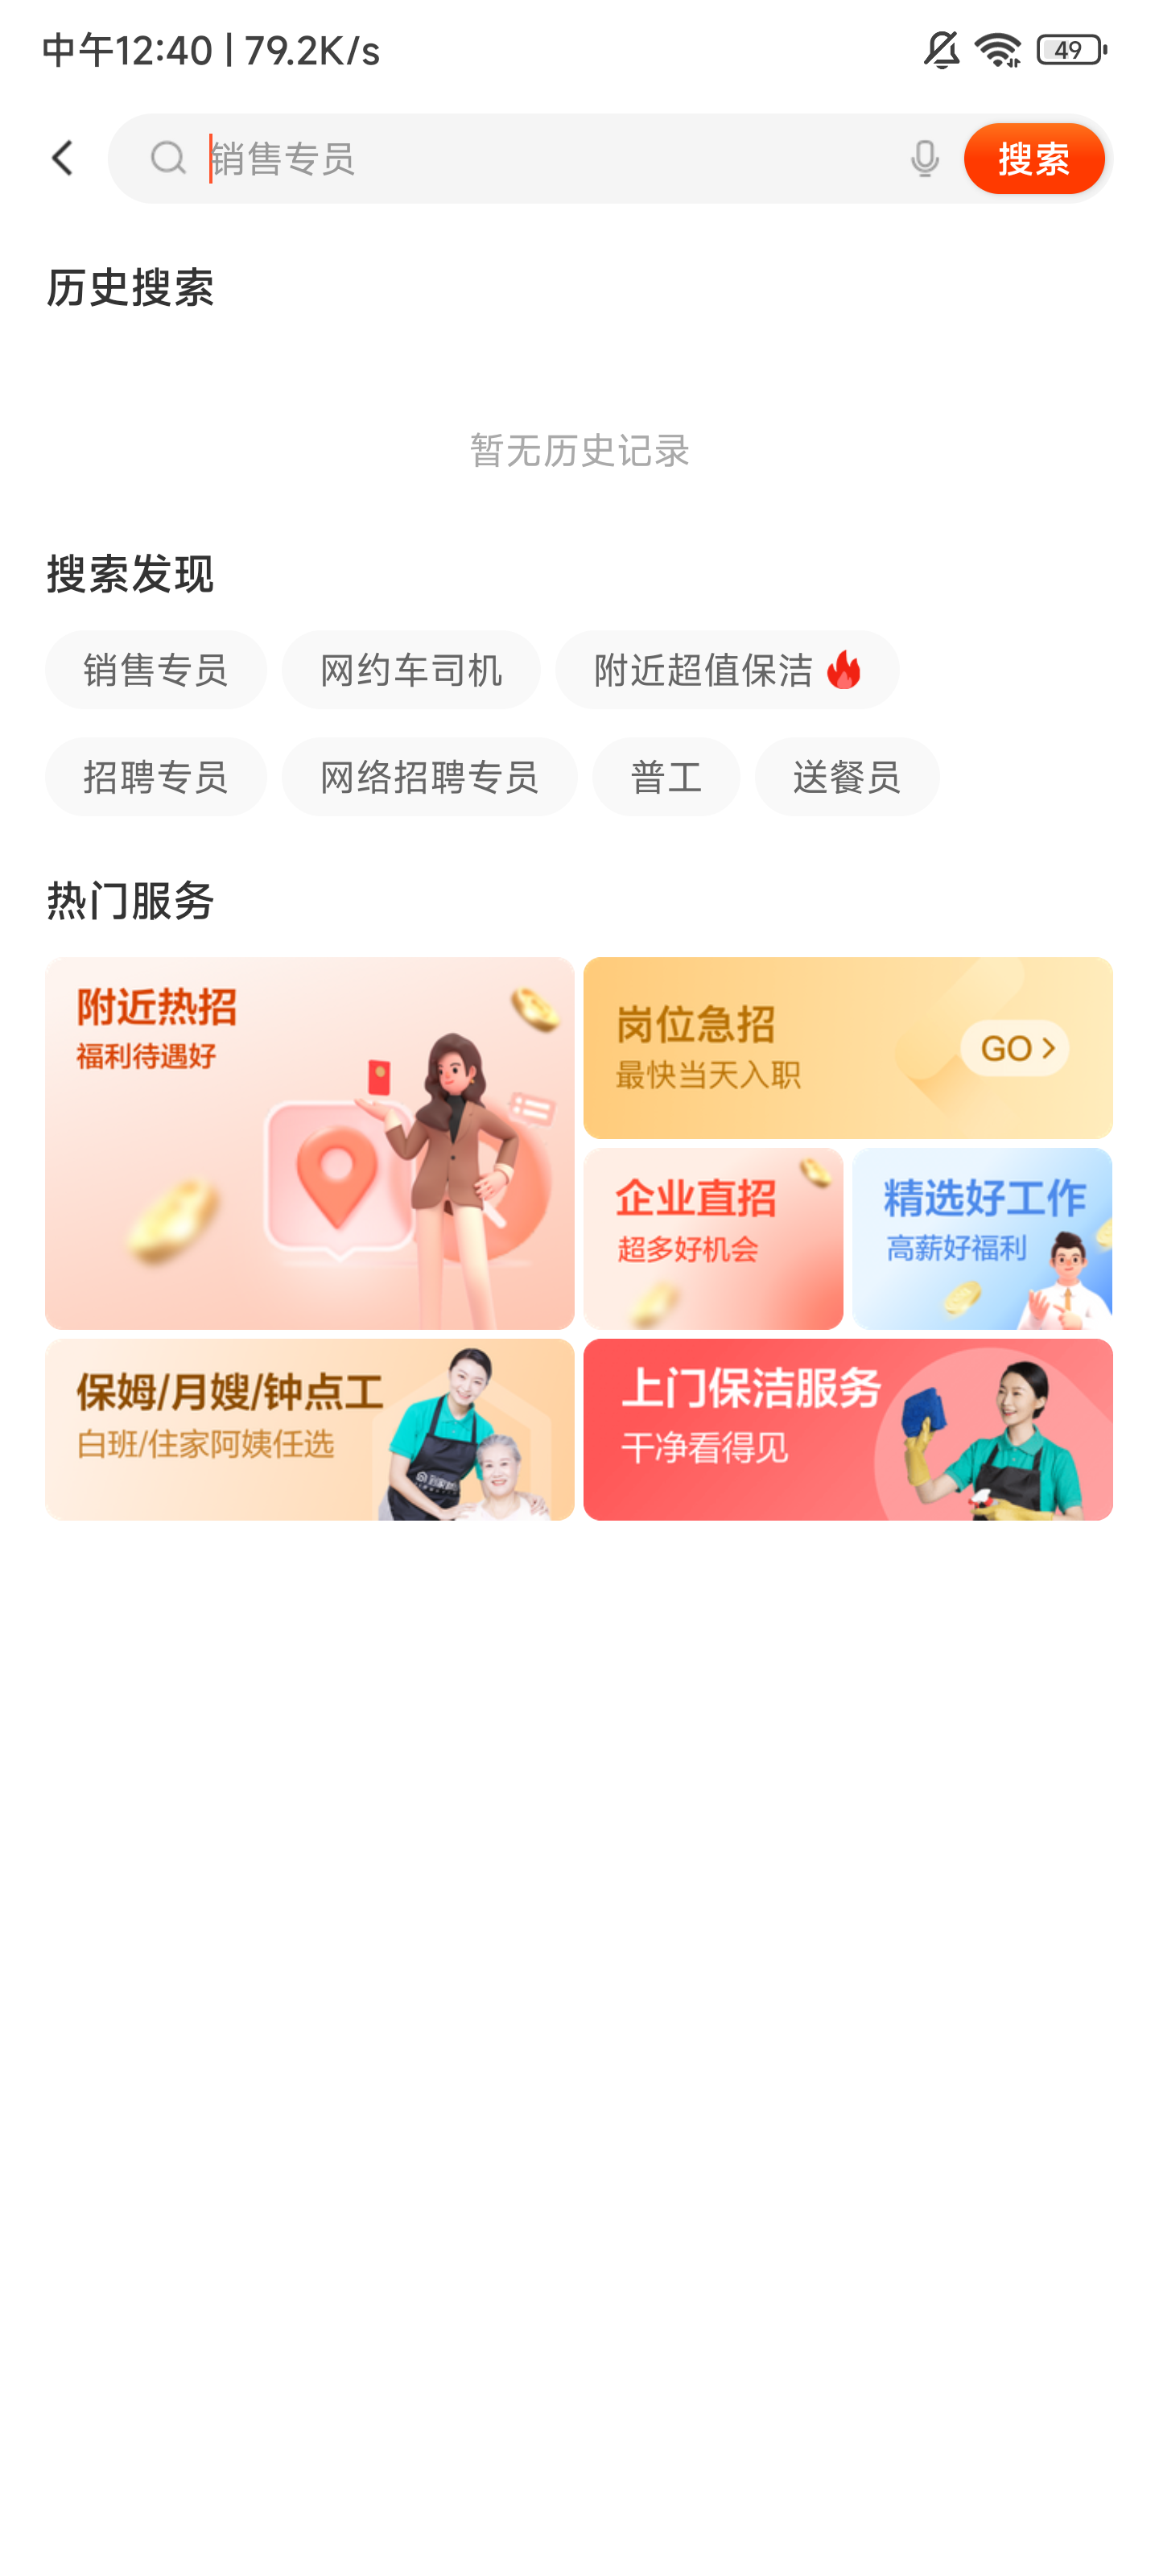 中午12:40 | 79.2K/s
49
销售专员
搜索
历史搜索
暂无历史记录
搜索发现
销售专员
网约车司机
附近超值保洁
招聘专员
网络招聘专员
普工
送餐员
热门服务
附近热招
福利待遇好
岗位急招
最快当天入职
GO
企业直招
超多好机会
精选好工作
高薪好福利
保姆/月嫂/钟点工
白班/住家阿姨任选
上门保洁服务
干净看得见